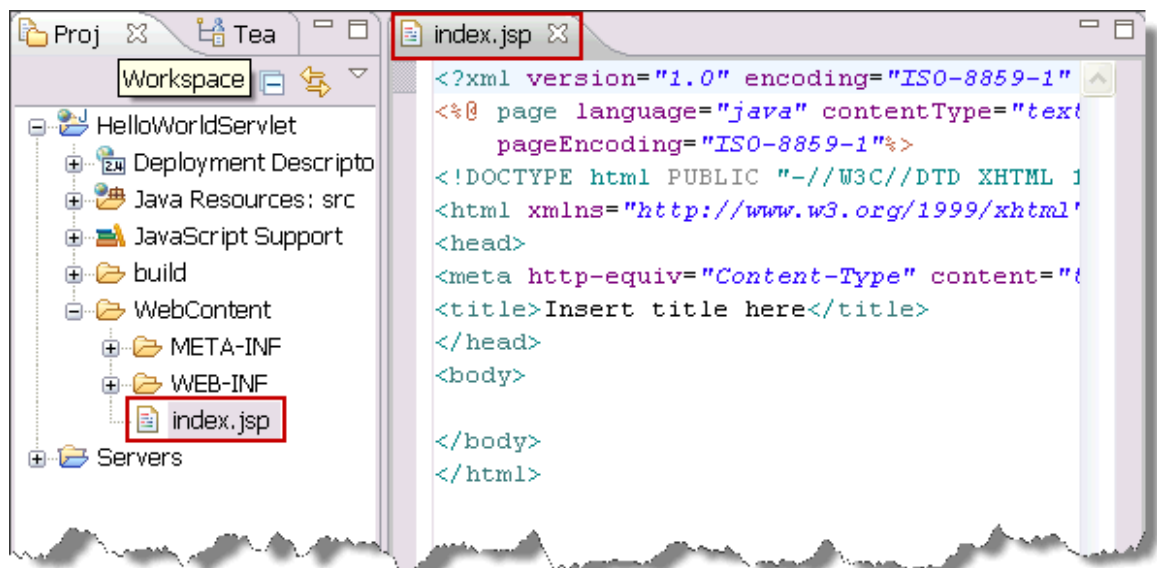 Proj
Tea
Workspace
HelloWorldServlet
2.4 Deployment Descripto
Java Resources: src
JavaScript Support
build
WebContent
META-INF
WEB-INF
index.jsp
Servers
index.jsp
<?xml version="1.0" encoding="ISO-8859-1"
<%@ page language="java" contentType="text
pageEncoding="ISO-8859-1"%>
<!DOCTYPE html PUBLIC "-//W3C//DTD XHTML 1
<html xmlns="http://www.w3.org/1999/xhtml"
<head>
<meta http-equiv="Content-Type" content="t
<title>Insert title here</title>
</head>
<body>
</body>
</html>